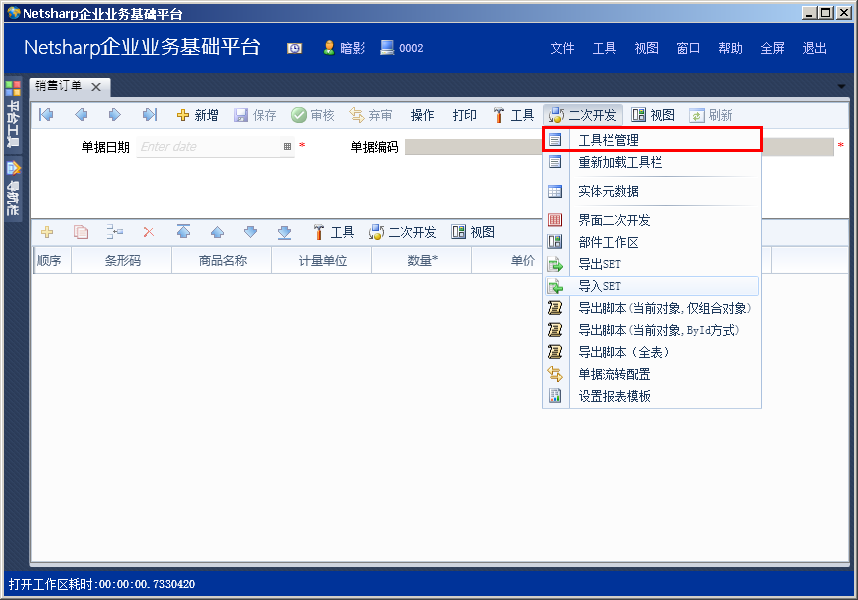 Netsharp企业业务基础平台
Netsharp企业业务基础平台 暗影 0002 文件 工具 视图 窗口 帮助 全屏 退出
平台工具
导航栏
销售订单
新增 保存 审核 弃审 操作 打印 工具 二次开发 视图 刷新
单据日期 Enter date * 单据编码 *
工具栏管理
重新加载工具栏
实体元数据
界面二次开发
部件工作区
导出SET
导入SET
导出脚本(当前对象,仅组合对象)
导出脚本(当前对象,ById方式)
导出脚本（全表）
单据流转配置
设置报表模板
工具 二次开发 视图
顺序 条形码 商品名称 计量单位 数量* 单价
打开工作区耗时:00:00:00.7330420